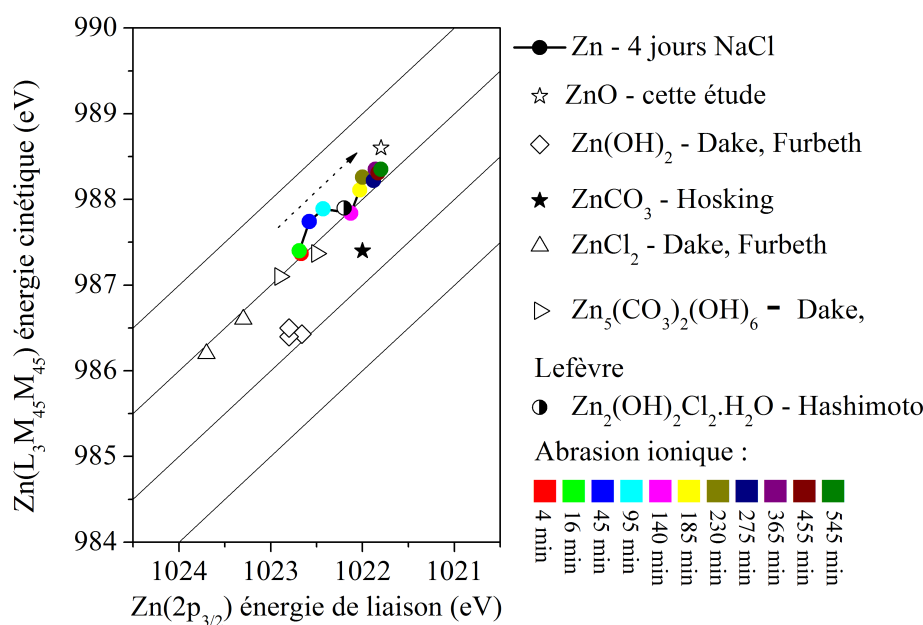 990
989
988
987
986
985
984
1024
1023
1022
1021
Zn(L₃M₄₅M₄₅) énergie cinétique (eV)
Zn(2p₃/₂) énergie de liaison (eV)
Zn - 4 jours NaCl
ZnO - cette étude
Zn(OH)₂ - Dake, Furbeth
ZnCO₃ - Hosking
ZnCl₂ - Dake, Furbeth
Zn₅(CO₃)₂(OH)₆ - Dake,
Lefèvre
Zn₂(OH)₂Cl₂.H₂O - Hashimoto
Abrasion ionique :
4 min
16 min
45 min
95 min
140 min
185 min
230 min
275 min
365 min
455 min
545 min